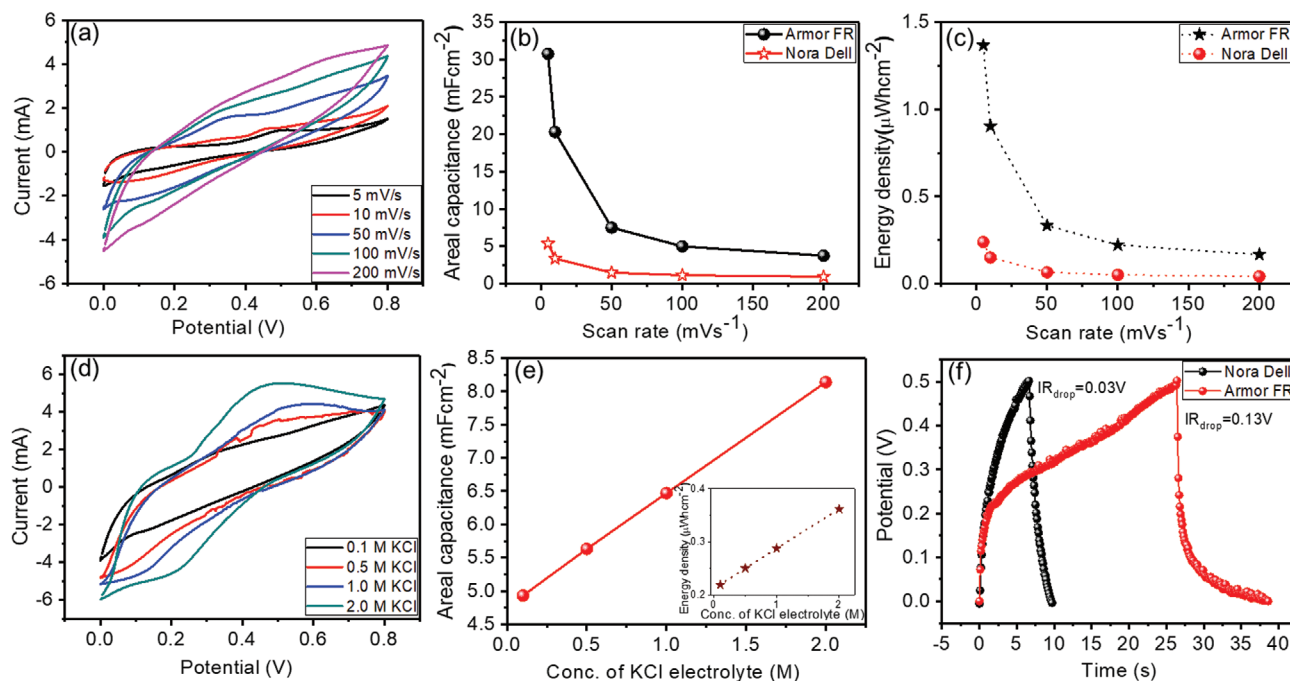 (a)
Current (mA)
6
4
2
0
-2
-4
-6
0.0 0.2 0.4 0.6 0.8
Potential (V)
5 mV/s
10 mV/s
50 mV/s
100 mV/s
200 mV/s
(b)
Areal capacitance (mFcm⁻²)
35
30
25
20
15
10
5
0
0 50 100 150 200
Scan rate (mVs⁻¹)
Armor FR
Nora Dell
(c)
Energy density(μWhcm⁻²)
1.5
1.0
0.5
0.0
0 50 100 150 200
Scan rate (mVs⁻¹)
Armor FR
Nora Dell
(d)
Current (mA)
6
4
2
0
-2
-4
-6
0.0 0.2 0.4 0.6 0.8
Potential (V)
0.1 M KCl
0.5 M KCl
1.0 M KCl
2.0 M KCl
(e)
Areal capacitance (mFcm⁻²)
8.5
8.0
7.5
7.0
6.5
6.0
5.5
5.0
4.5
0.0 0.5 1.0 1.5 2.0
Conc. of KCl electrolyte (M)
Energy density (μWhcm⁻²)
0.4
0.3
0.2
0 1 2
Conc. of KCl electrolyte (M)
(f)
Potential (V)
0.5
0.4
0.3
0.2
0.1
0.0
-5 0 5 10 15 20 25 30 35 40
Time (s)
Nora Dell
Armor FR
IRdrop=0.03V
IRdrop=0.13V